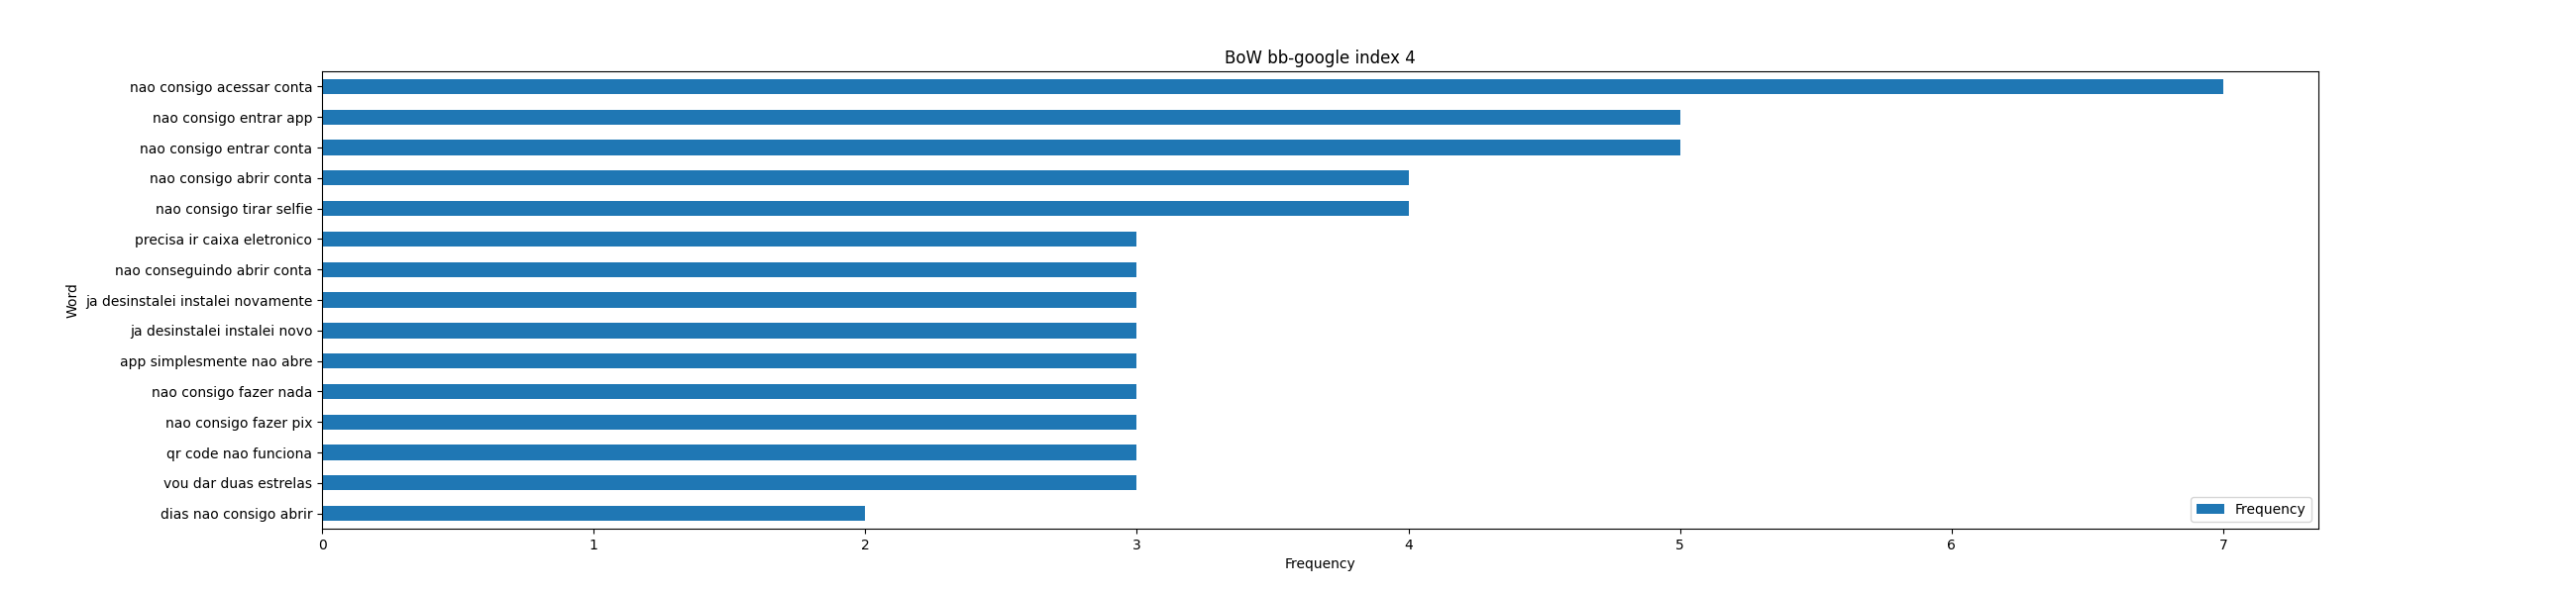 BoW bb-google index 4
nao consigo acessar conta
nao consigo entrar app
nao consigo entrar conta
nao consigo abrir conta
nao consigo tirar selfie
precisa ir caixa eletronico
nao conseguindo abrir conta
ja desinstalei instalei novamente
ja desinstalei instalei novo
app simplesmente nao abre
nao consigo fazer nada
nao consigo fazer pix
qr code nao funciona
vou dar duas estrelas
dias nao consigo abrir
Word
Frequency
0 1 2 3 4 5 6 7
Frequency